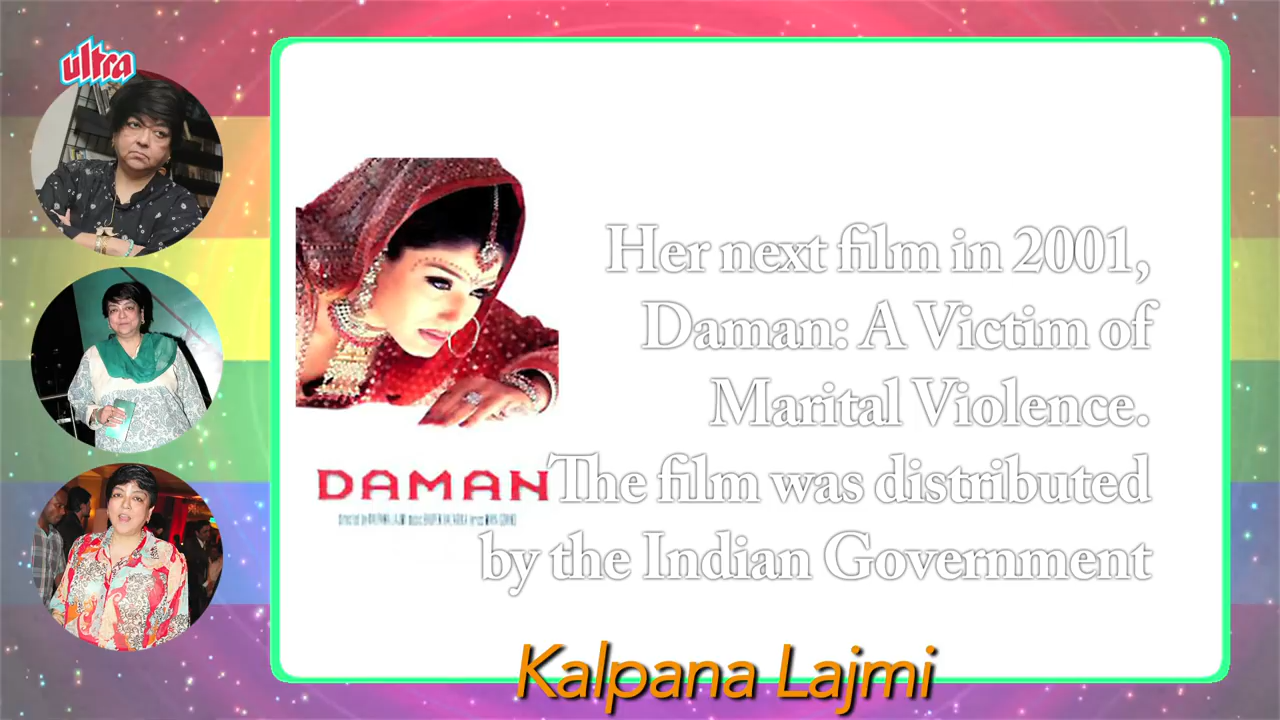 ultra
Her next film in 2001,
Daman: A Victim of
Marital Violence.
The film was distributed
by the Indian Government
DAMAN
Kalpana Lajmi